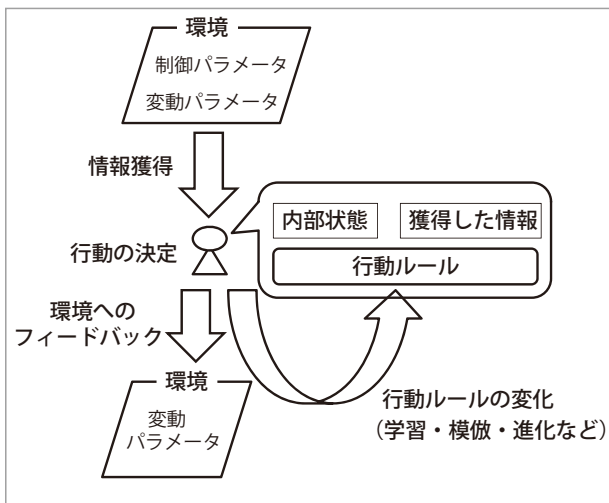 環境
制御パラメータ
変動パラメータ
情報獲得
内部状態
獲得した情報
行動の決定
行動ルール
環境への
フィードバック
環境
変動
パラメータ
行動ルールの変化
（学習・模倣・進化など）